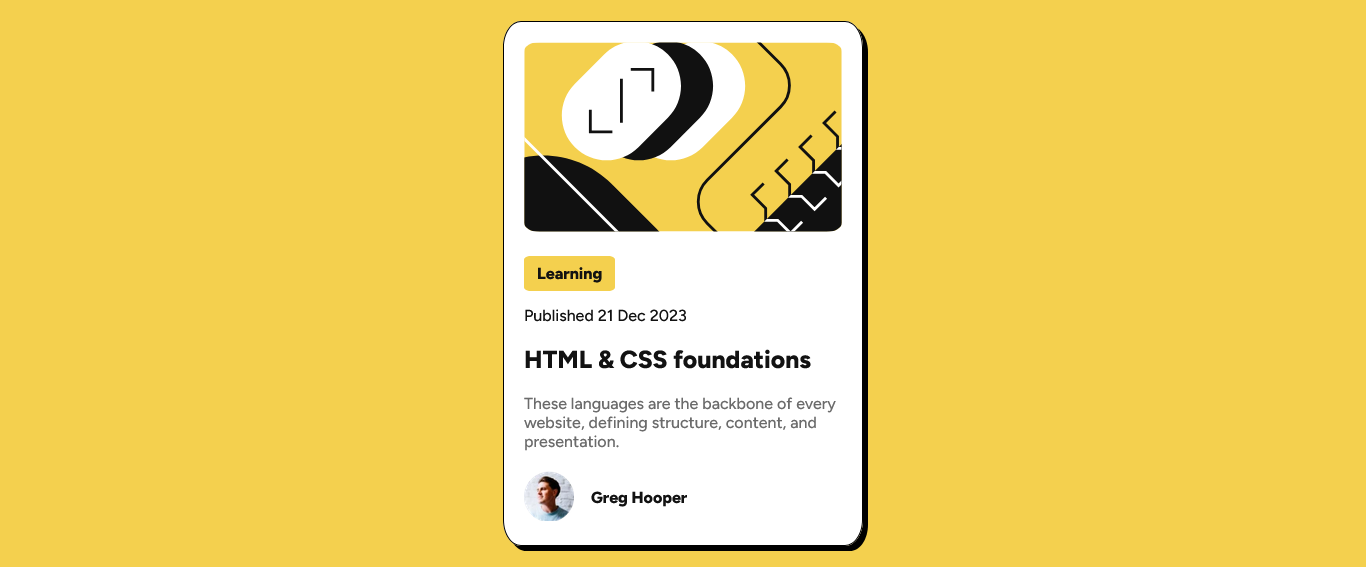 Learning
Published 21 Dec 2023
HTML & CSS foundations
These languages are the backbone of every
website, defining structure, content, and
presentation.
Greg Hooper